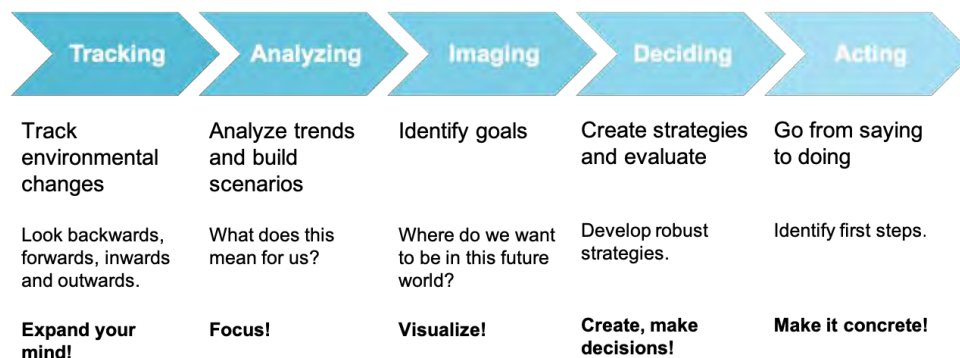 Tracking
Analyzing
Imaging
Deciding
Acting
Track
environmental
changes
Analyze trends
and build
scenarios
Identify goals
Create strategies
and evaluate
Go from saying
to doing
Look backwards,
forwards, inwards
and outwards.
What does this
mean for us?
Where do we want
to be in this future
world?
Develop robust
strategies.
Identify first steps.
Expand your
mind!
Focus!
Visualize!
Create, make
decisions!
Make it concrete!